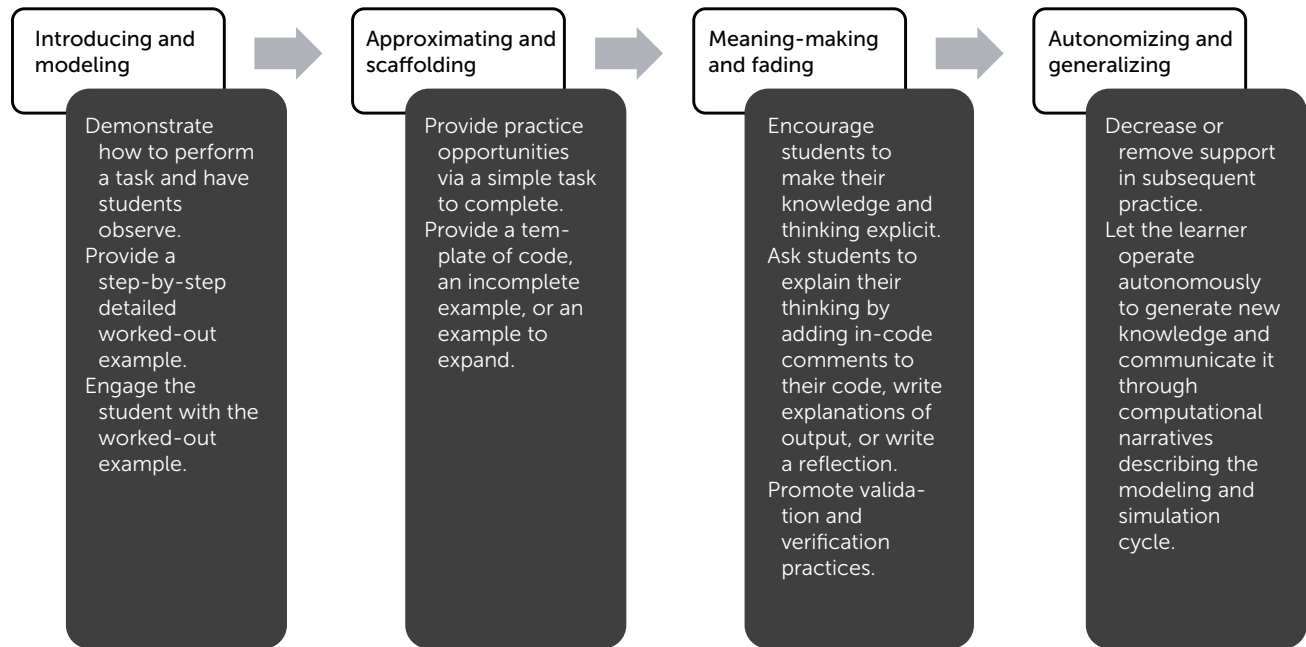 Introducing and
modeling
Demonstrate
how to perform
a task and have
students
observe.
Provide a
step-by-step
detailed
worked-out
example.
Engage the
student with the
worked-out
example.
Approximating and
scaffolding
Provide practice
opportunities
via a simple task
to complete.
Provide a tem-
plate of code,
an incomplete
example, or an
example to
expand.
Meaning-making
and fading
Encourage
students to
make their
knowledge and
thinking explicit.
Ask students to
explain their
thinking by
adding in-code
comments to
their code, write
explanations of
output, or write
a reflection.
Promote valida-
tion and
verification
practices.
Autonomizing and
generalizing
Decrease or
remove support
in subsequent
practice.
Let the learner
operate
autonomously
to generate new
knowledge and
communicate it
through
computational
narratives
describing the
modeling and
simulation
cycle.